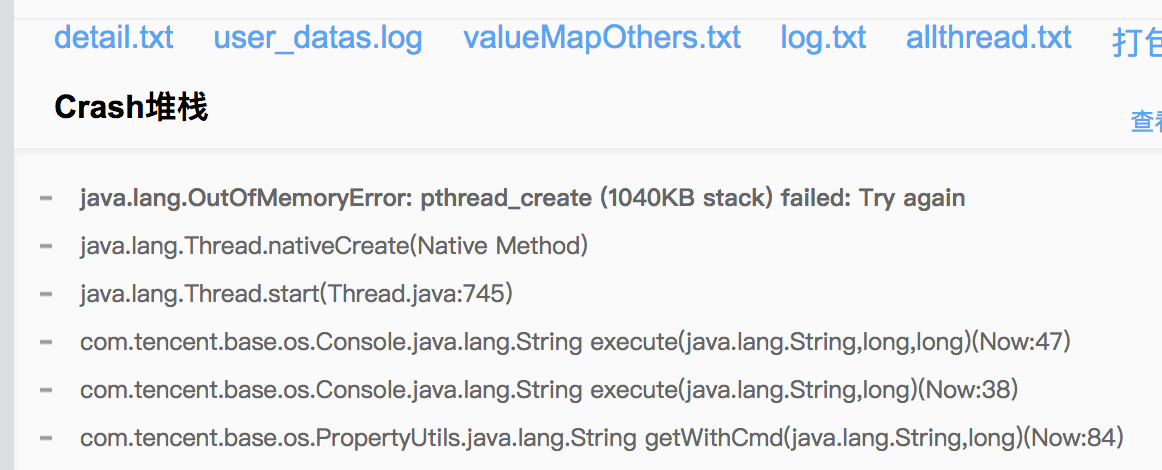 detail.txt user_datas.log valueMapOthers.txt log.txt allthread.txt 打包
Crash堆栈
查看
- java.lang.OutOfMemoryError: pthread_create (1040KB stack) failed: Try again
- java.lang.Thread.nativeCreate(Native Method)
- java.lang.Thread.start(Thread.java:745)
- com.tencent.base.os.Console.java.lang.String execute(java.lang.String,long,long)(Now:47)
- com.tencent.base.os.Console.java.lang.String execute(java.lang.String,long)(Now:38)
- com.tencent.base.os.PropertyUtils.java.lang.String getWithCmd(java.lang.String,long)(Now:84)